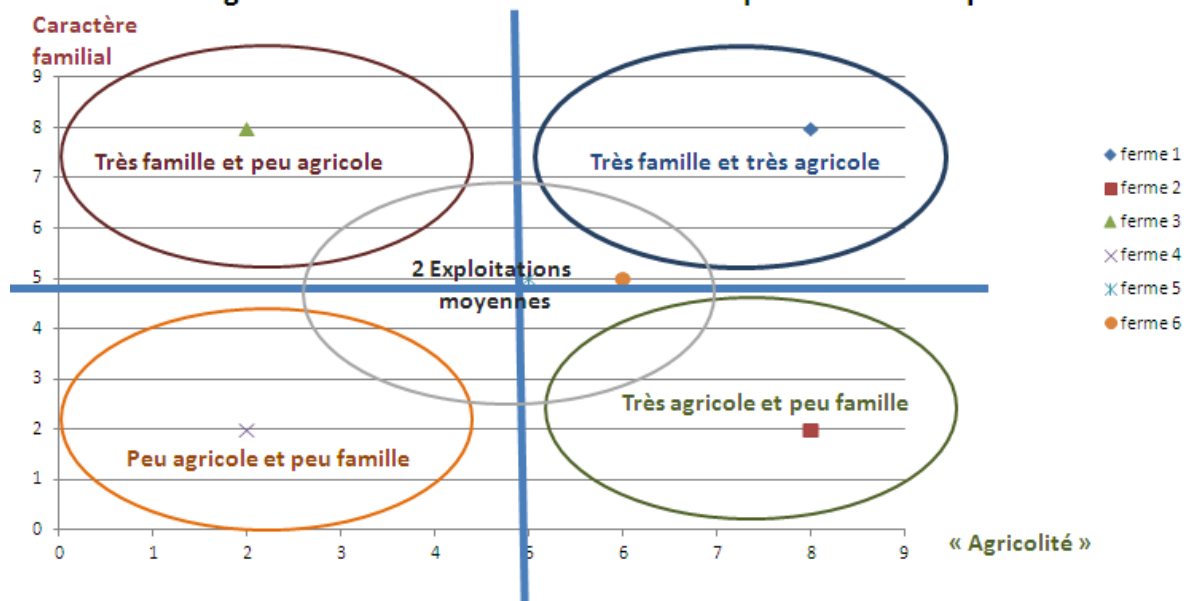 Caractère
familial
9
8
7
6
5
4
3
2
1
0
Très famille et peu agricole
Très famille et très agricole
2 Exploitations
moyennes
Très agricole et peu famille
Peu agricole et peu famille
0 1 2 3 4 5 6 7 8 9
« Agricolité »
ferme 1
ferme 2
ferme 3
ferme 4
ferme 5
ferme 6